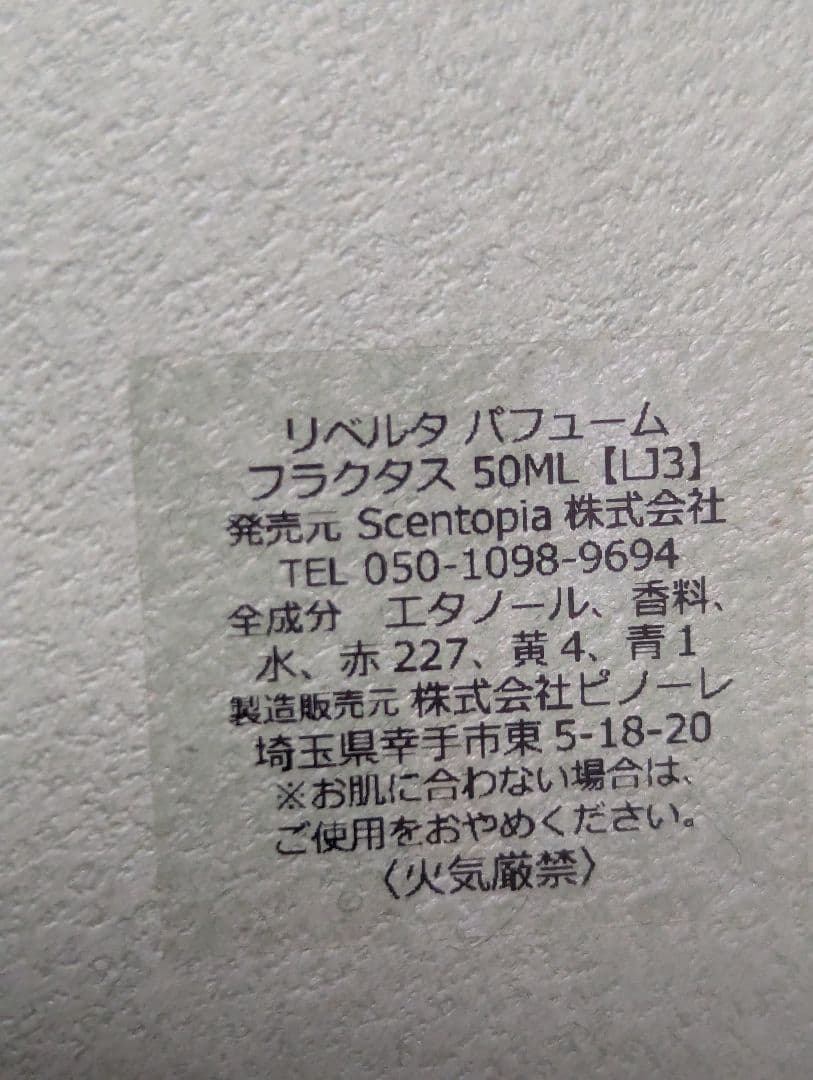 リベルタ パフューム
フラクタス 50ML【LJ3】
発売元 Scentopia 株式会社
TEL 050-1098-9694
全成分　エタノール、香料、
水、赤 227、黄 4、青 1
製造販売元 株式会社ピノーレ
埼玉県幸手市東 5-18-20
※お肌に合わない場合は、
ご使用をおやめください。
〈火気厳禁〉